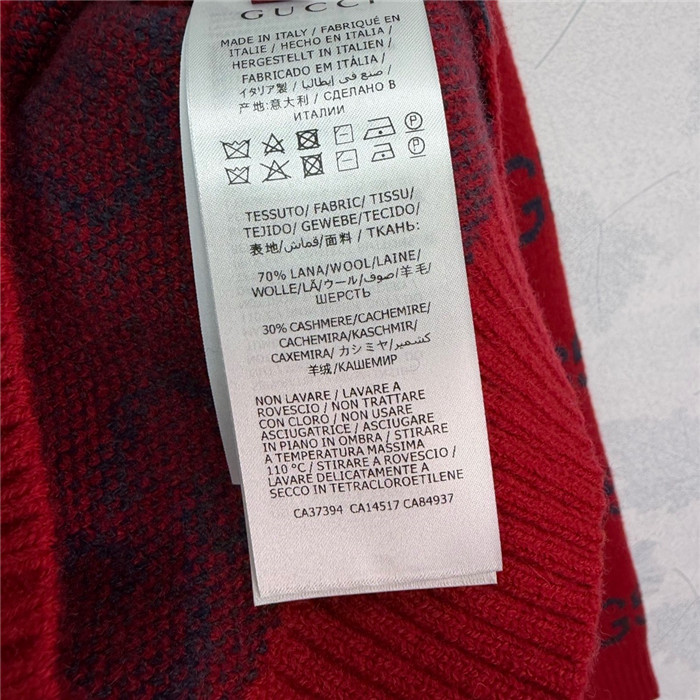 GUCCI
MADE IN ITALY / FABRIQUÉ EN
ITALIE / HECHO EN ITALIA /
HERGESTELLT IN ITALIEN /
FABRICADO EM ITÁLIA /
イタリア製 / صنع في إيطاليا /
产地:意大利 / СДЕЛАНО В
ИТАЛИИ
P
P
TESSUTO/ FABRIC/ TISSU/
TEJIDO/ GEWEBE/TECIDO/
表地/قماش/面料 / ТКАНЬ:
70% LANA/WOOL/LAINE/
WOLLE/LÃ/ウール/صوف/羊毛/
ШЕРСТЬ
30% CASHMERE/CACHEMIRE/
CACHEMIRA/KASCHMIR/
CAXEMIRA/ カシミヤ/كشمير/
羊绒/КАШЕМИР
NON LAVARE/ LAVARE A
ROVESCIO / NON TRATTARE
CON CLORO/ NON USARE
ASCIUGATRICE/ ASCIUGARE
IN PIANO IN OMBRA/ STIRARE
A TEMPERATURA MASSIMA
110 °C/ STIRARE A ROVESCIO/
LAVARE DELICATAMENTE A
SECCO IN TETRACLOROETILENE
CA37394 CA14517 CA84937